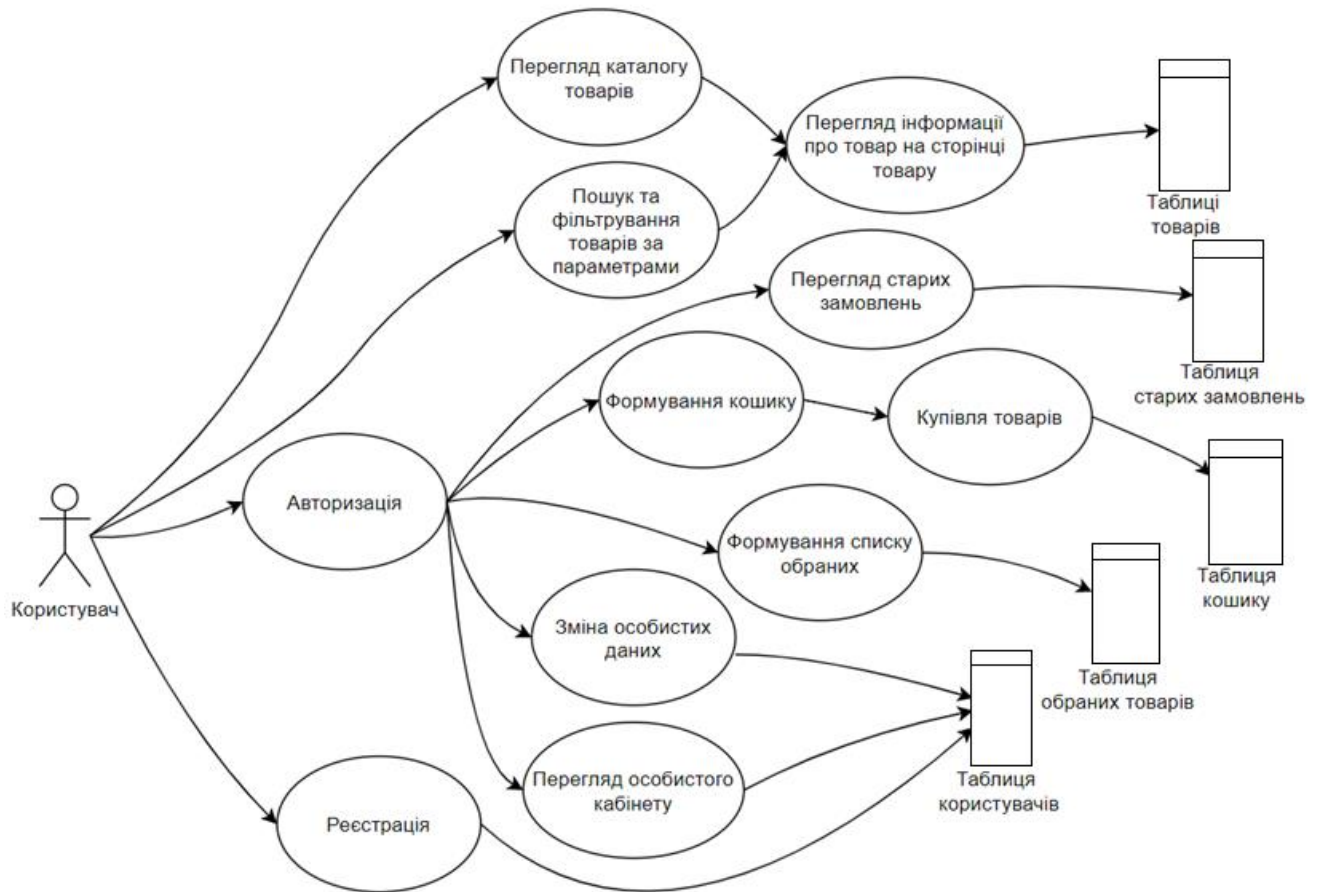 Перегляд каталогу
товарів
Перегляд інформації
про товар на сторінці
товару
Таблиці
товарів
Пошук та
фільтрування
товарів за
параметрами
Перегляд старих
замовлень
Таблиця
старих замовлень
Формування кошику
Купівля товарів
Таблиця
кошику
Авторизація
Користувач
Формування списку
обраних
Таблиця
обраних товарів
Зміна особистих
даних
Перегляд особистого
кабінету
Таблиця
користувачів
Реєстрація